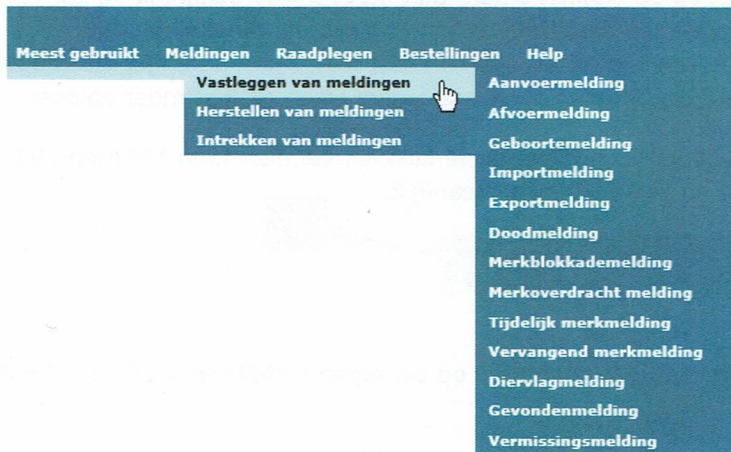 Meest gebruikt Meldingen Raadplegen Bestellingen Help
Vastleggen van meldingen
Herstellen van meldingen
Intrekken van meldingen
Aanvoermelding
Afvoermelding
Geboortemelding
Importmelding
Exportmelding
Doodmelding
Merkblokkademelding
Merkoverdracht melding
Tijdelijk merkmelding
Vervangend merkmelding
Diervlagmelding
Gevondenmelding
Vermissingsmelding